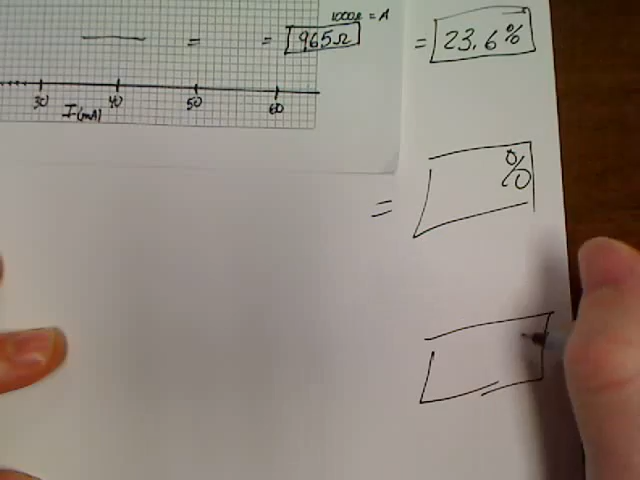 1000Ω = A
= = 965Ω = 23.6%
30 40 50 60
I(mA)
= %